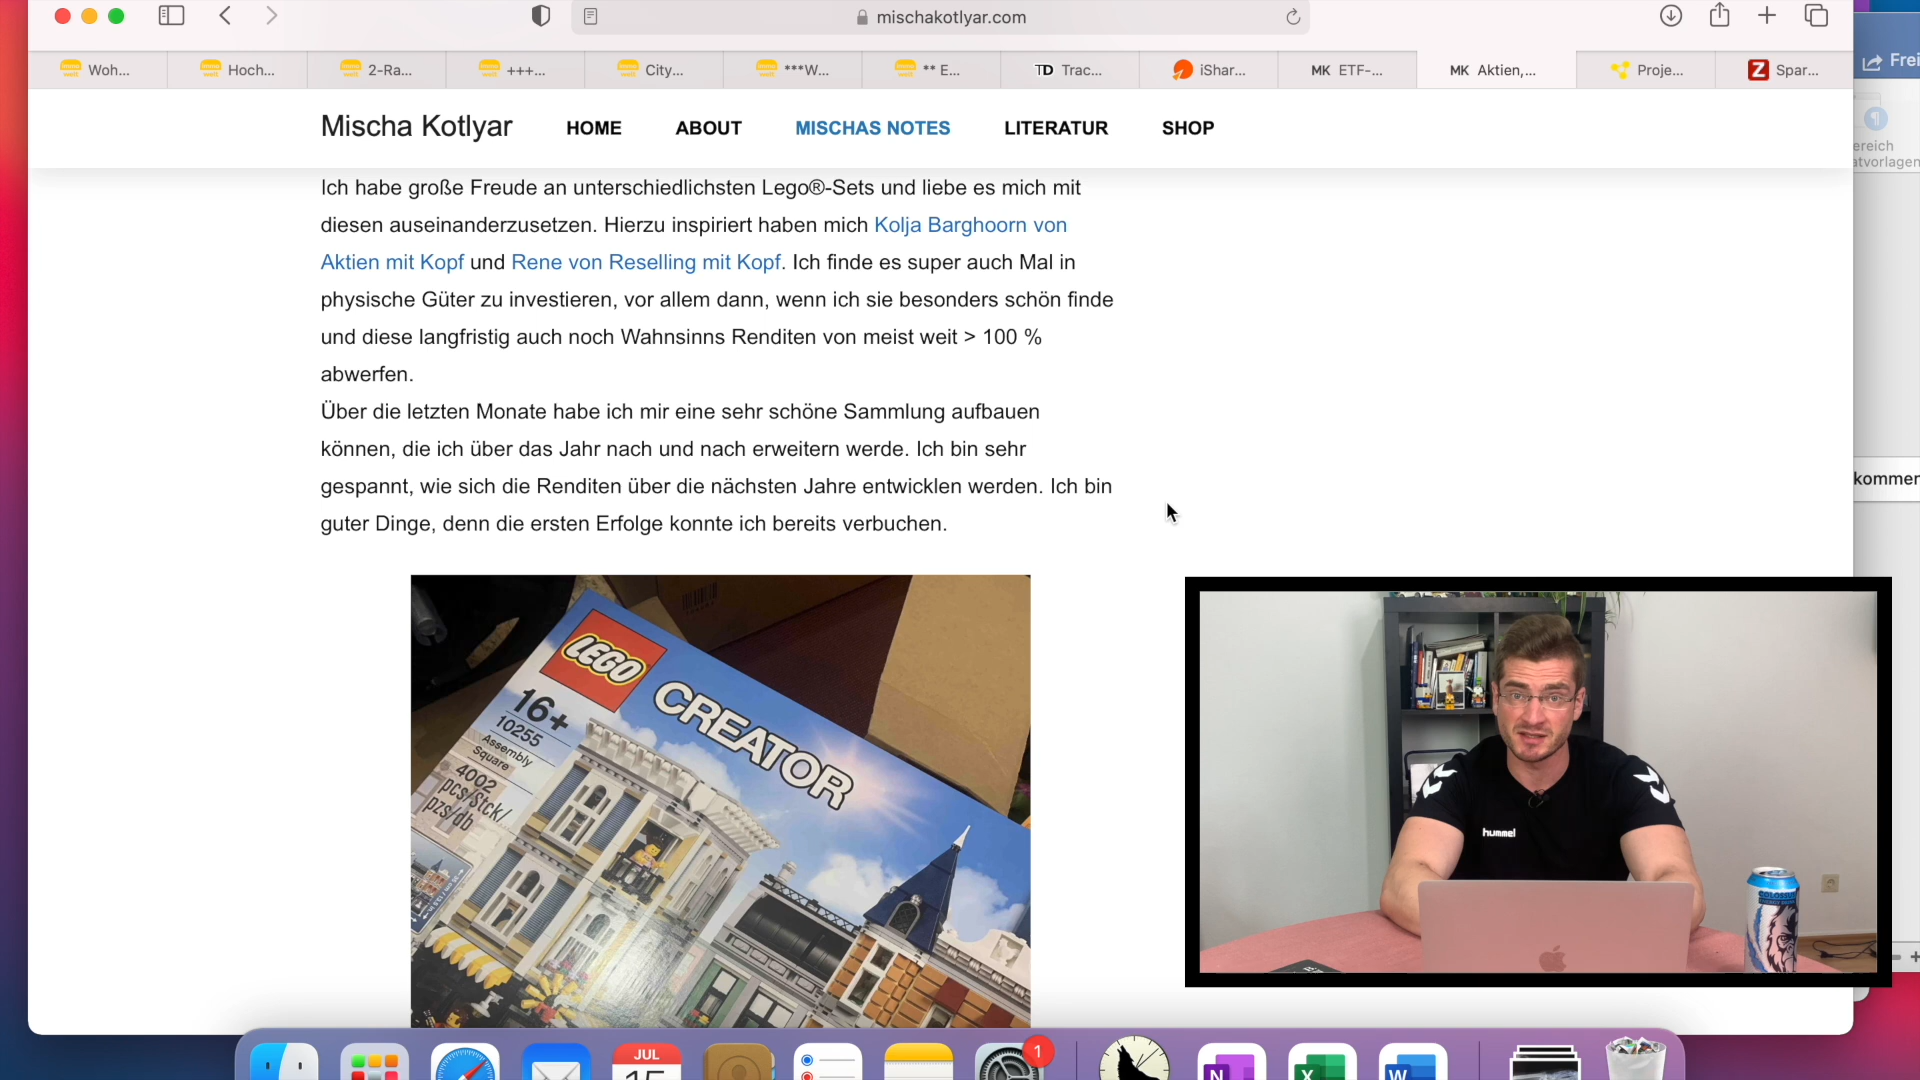 mischakotlyar.com
Woh...
Hoch...
2-Ra...
+++...
City...
***W...
** E...
TD Trac...
iShar...
MK ETF-...
MK Aktien,...
Proje...
Z Spar...
Frei
Mischa Kotlyar
HOME
ABOUT
MISCHAS NOTES
LITERATUR
SHOP
ereich
atvorlagen
Ich habe große Freude an unterschiedlichsten Lego®-Sets und liebe es mich mit
diesen auseinanderzusetzen. Hierzu inspiriert haben mich Kolja Barghoorn von
Aktien mit Kopf und Rene von Reselling mit Kopf. Ich finde es super auch Mal in
physische Güter zu investieren, vor allem dann, wenn ich sie besonders schön finde
und diese langfristig auch noch Wahnsinns Renditen von meist weit > 100 %
abwerfen.
Über die letzten Monate habe ich mir eine sehr schöne Sammlung aufbauen
können, die ich über das Jahr nach und nach erweitern werde. Ich bin sehr
gespannt, wie sich die Renditen über die nächsten Jahre entwicklen werden. Ich bin
guter Dinge, denn die ersten Erfolge konnte ich bereits verbuchen.
kommer
LEGO
CREATOR
16+
10255
Assembly
Square
4002
pcs/Stck/
pzs/db
hummel
COLOSSUS
JUL
15
1
N
X
W